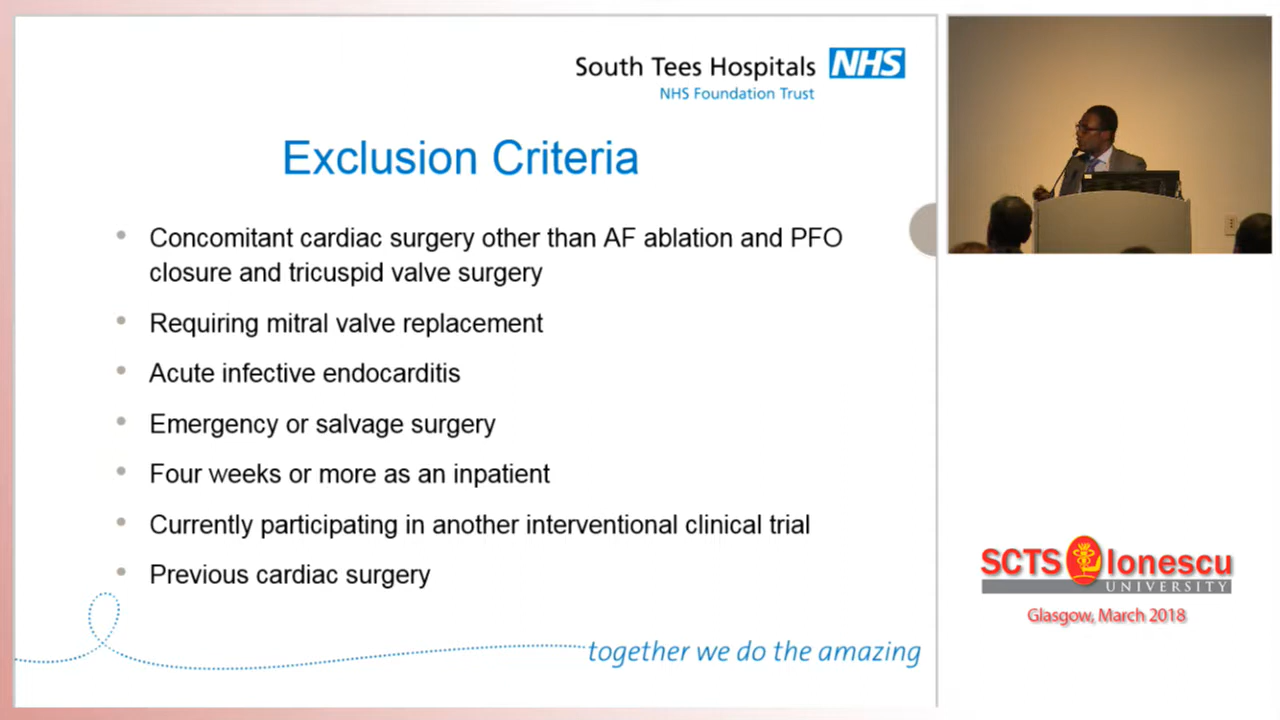 South Tees Hospitals NHS
NHS Foundation Trust
Exclusion Criteria
• Concomitant cardiac surgery other than AF ablation and PFO
closure and tricuspid valve surgery
• Requiring mitral valve replacement
• Acute infective endocarditis
• Emergency or salvage surgery
• Four weeks or more as an inpatient
• Currently participating in another interventional clinical trial
• Previous cardiac surgery
together we do the amazing
SCTS Ionescu
UNIVERSITY
Glasgow, March 2018